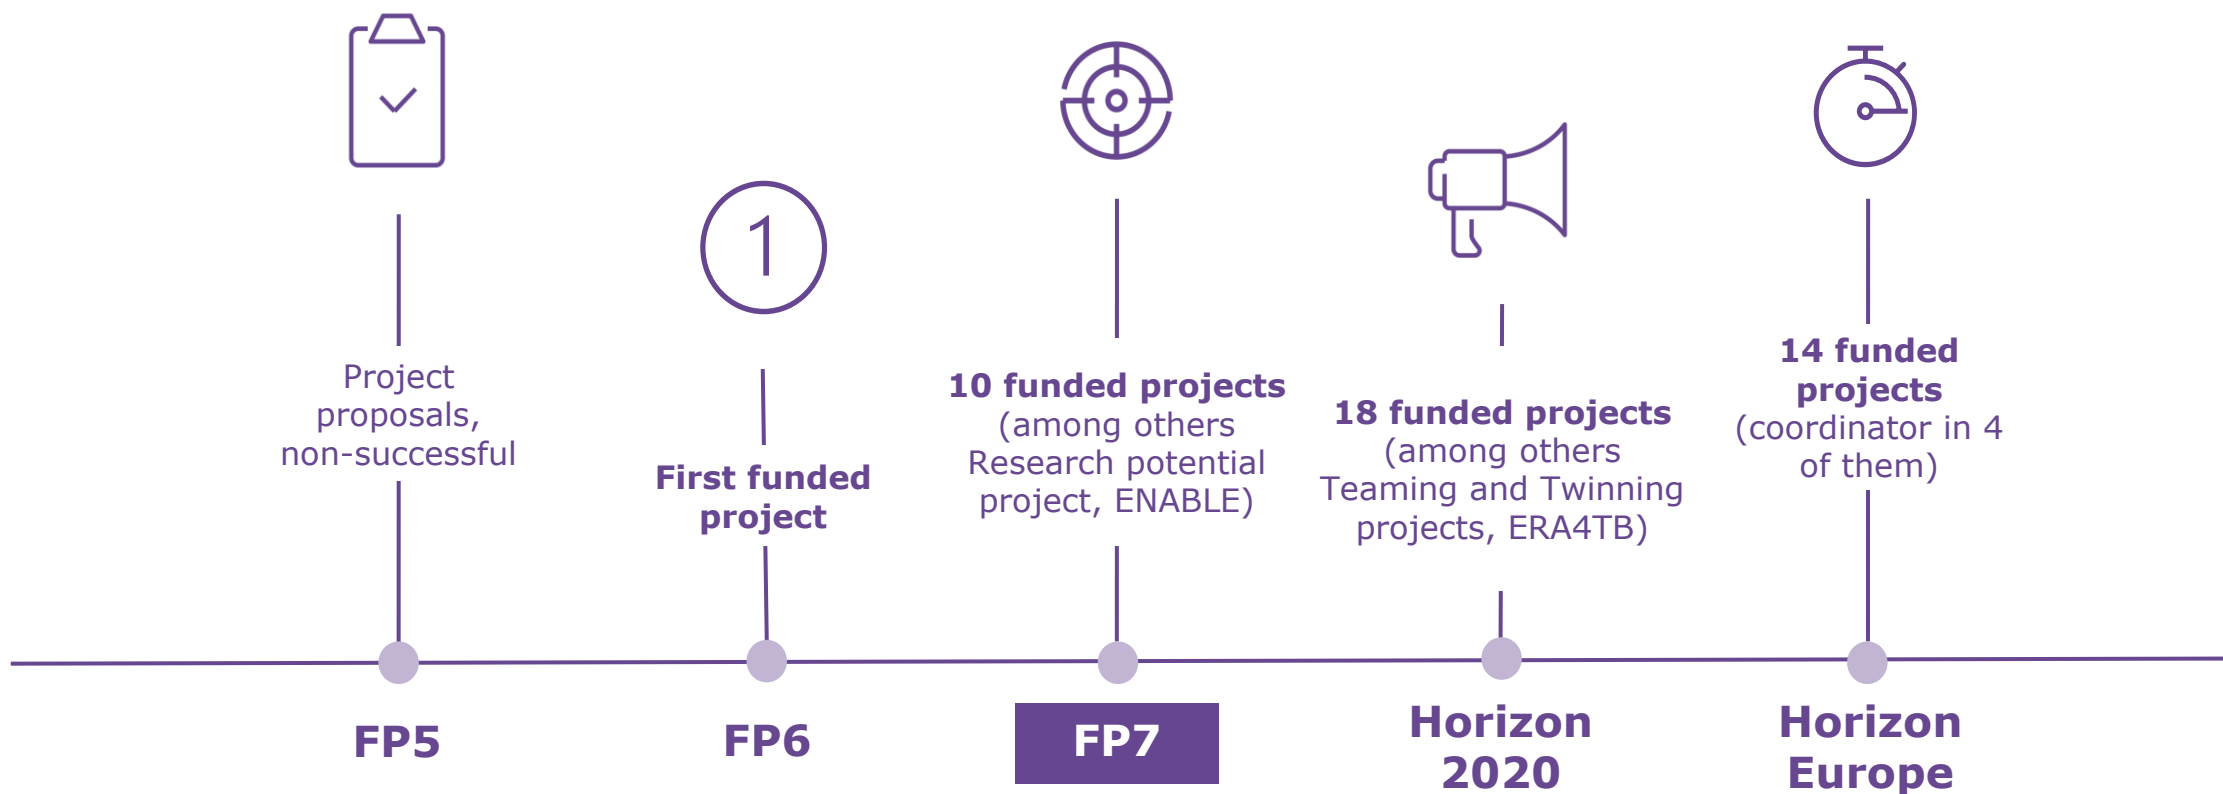 Project
proposals,
non-successful
FP5
1
First funded
project
FP6
10 funded projects
(among others
Research potential
project, ENABLE)
FP7
18 funded projects
(among others
Teaming and Twinning
projects, ERA4TB)
Horizon
2020
14 funded
projects
(coordinator in 4
of them)
Horizon
Europe